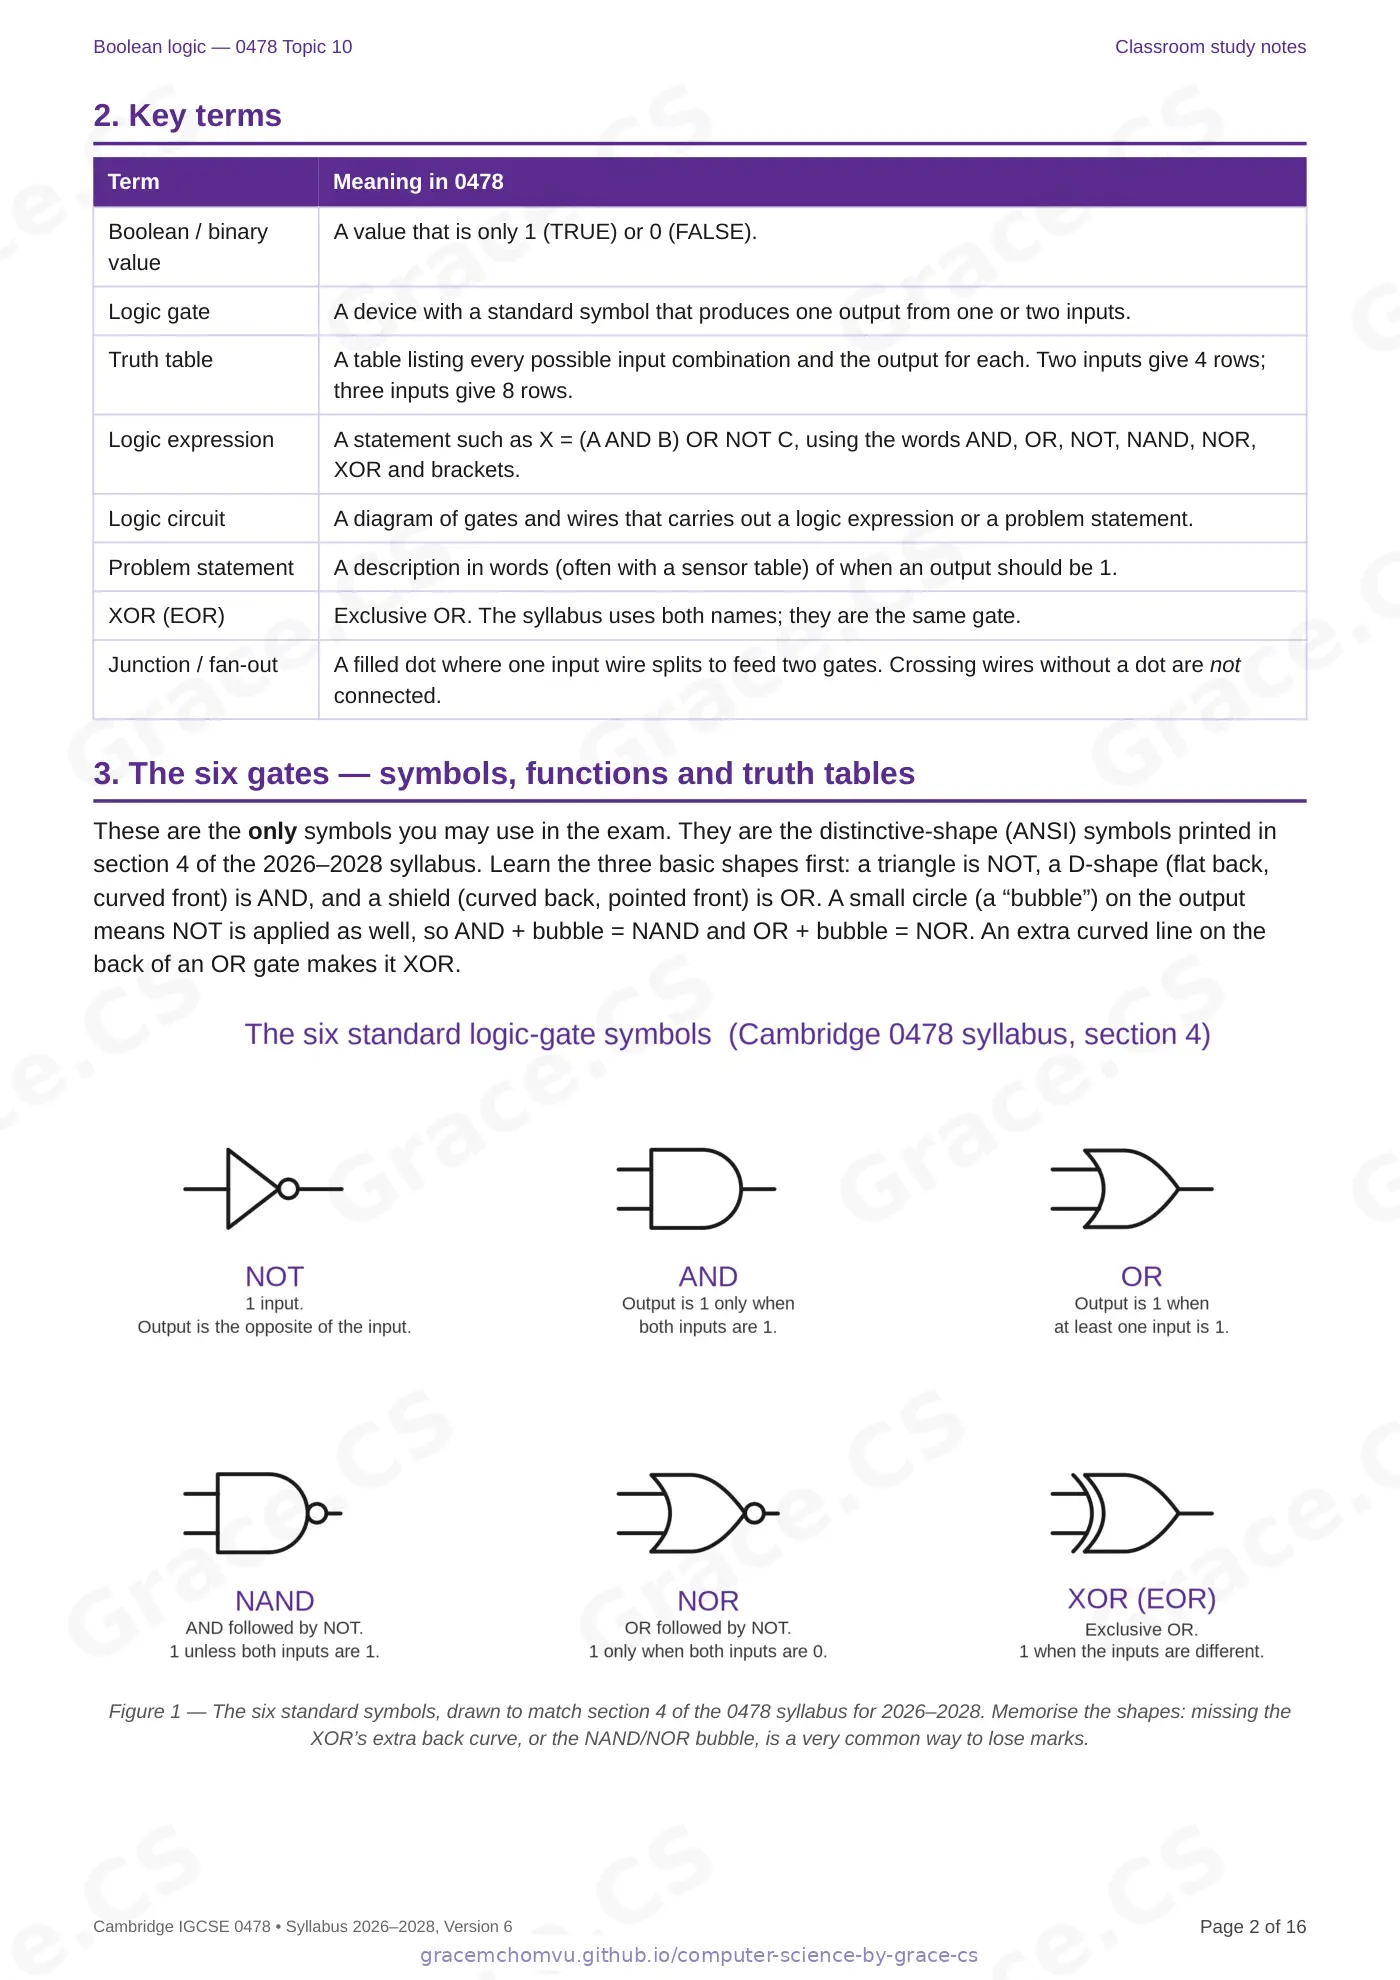 Boolean logic — 0478 Topic 10
Classroom study notes
2. Key terms
Term
Meaning in 0478
Boolean / binary
value
A value that is only 1 (TRUE) or 0 (FALSE).
Logic gate
A device with a standard symbol that produces one output from one or two inputs.
Truth table
A table listing every possible input combination and the output for each. Two inputs give 4 rows;
three inputs give 8 rows.
Logic expression
A statement such as X = (A AND B) OR NOT C, using the words AND, OR, NOT, NAND, NOR,
XOR and brackets.
Logic circuit
A diagram of gates and wires that carries out a logic expression or a problem statement.
Problem statement
A description in words (often with a sensor table) of when an output should be 1.
XOR (EOR)
Exclusive OR. The syllabus uses both names; they are the same gate.
Junction / fan-out
A filled dot where one input wire splits to feed two gates. Crossing wires without a dot are not
connected.
3. The six gates — symbols, functions and truth tables
These are the only symbols you may use in the exam. They are the distinctive-shape (ANSI) symbols printed in
section 4 of the 2026–2028 syllabus. Learn the three basic shapes first: a triangle is NOT, a D-shape (flat back,
curved front) is AND, and a shield (curved back, pointed front) is OR. A small circle (a “bubble”) on the output
means NOT is applied as well, so AND + bubble = NAND and OR + bubble = NOR. An extra curved line on the
back of an OR gate makes it XOR.
The six standard logic-gate symbols (Cambridge 0478 syllabus, section 4)
NOT
1 input.
Output is the opposite of the input.
AND
Output is 1 only when
both inputs are 1.
OR
Output is 1 when
at least one input is 1.
NAND
AND followed by NOT.
1 unless both inputs are 1.
NOR
OR followed by NOT.
1 only when both inputs are 0.
XOR (EOR)
Exclusive OR.
1 when the inputs are different.
Figure 1 — The six standard symbols, drawn to match section 4 of the 0478 syllabus for 2026–2028. Memorise the shapes: missing the
XOR’s extra back curve, or the NAND/NOR bubble, is a very common way to lose marks.
Cambridge IGCSE 0478 • Syllabus 2026–2028, Version 6
Page 2 of 16
gracemchomvu.github.io/computer-science-by-grace-cs
Grace.CS